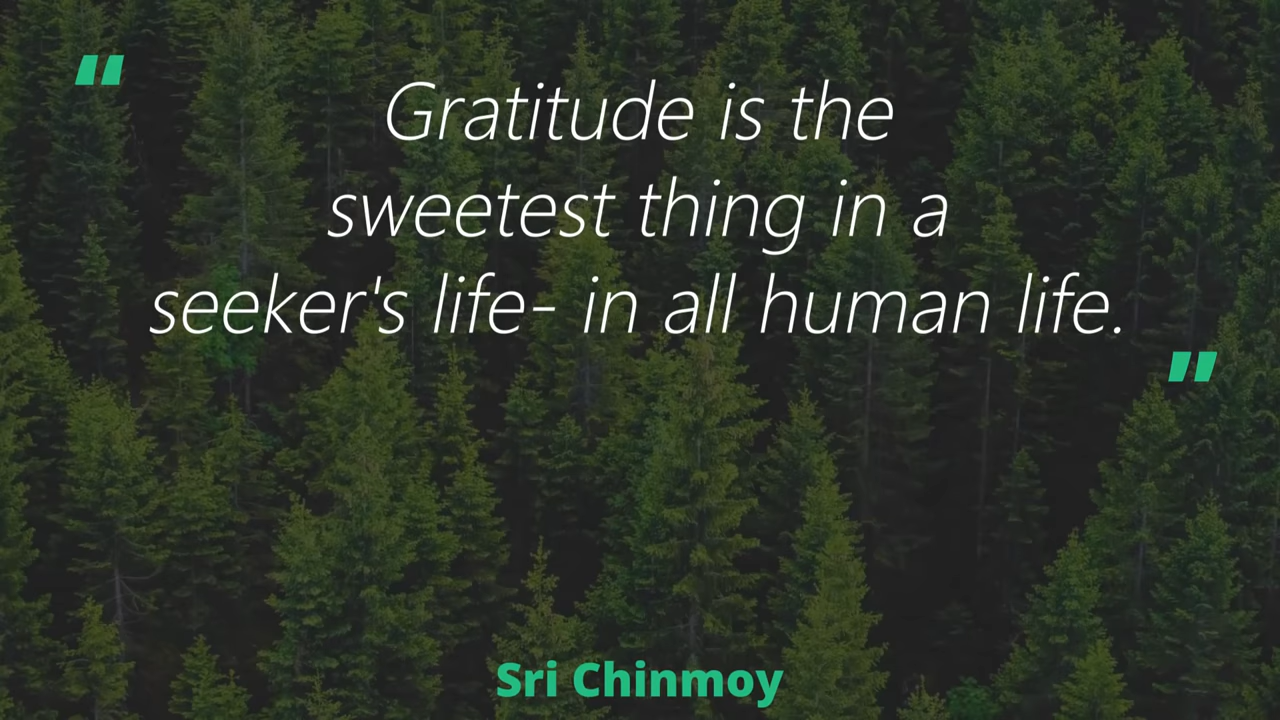 “
Gratitude is the
sweetest thing in a
seeker's life- in all human life.
”
Sri Chinmoy